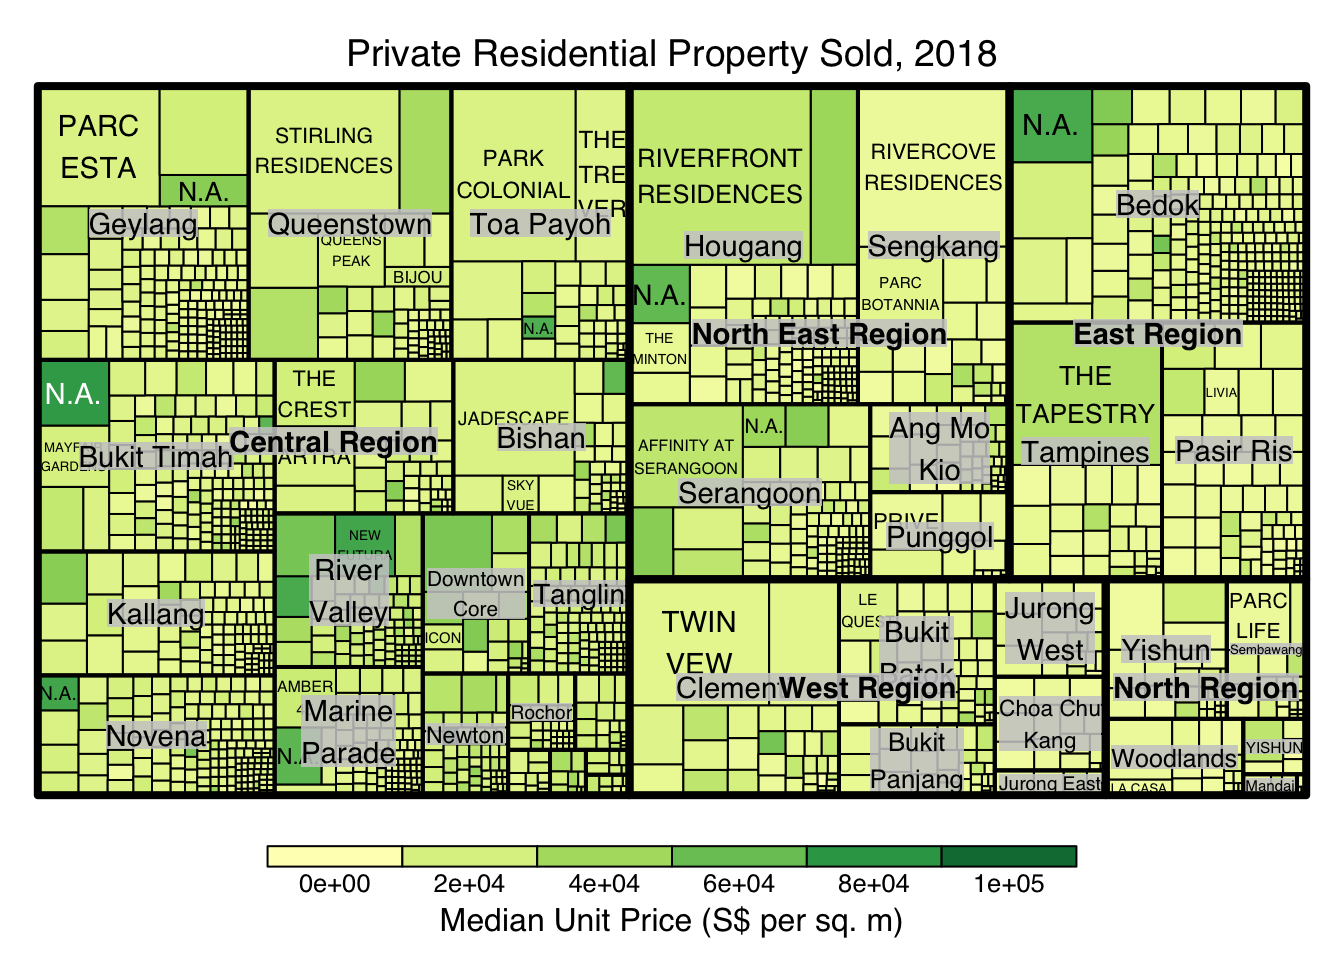 Private Residential Property Sold, 2018
PARC
ESTA
N.A.
Geylang
STIRLING
RESIDENCES
Queenstown
QUEENS
PEAK
BIJOU
PARK
COLONIAL
THE
TRE
VER
Toa Payoh
N.A.
RIVERFRONT
RESIDENCES
Hougang
N.A.
THE
MINTON
North East Region
RIVERCOVE
RESIDENCES
Sengkang
PARC
BOTANNIA
N.A.
Bedok
East Region
THE
TAPESTRY
Tampines
LIVIA
Pasir Ris
N.A.
Bukit Timah
THE
CREST
Central Region
ARTRA
JADESCAPE
Bishan
SKY
VUE
AFFINITY AT
SERANGOON
N.A.
Serangoon
Ang Mo
Kio
PRIVE
Punggol
Kallang
NEW
FUTURA
River
Valley
Downtown
Core
ICON
Tanglin
N.A.
Novena
AMBER
Marine
Parade
Newton
Rochor
TWIN
VEW
LE
QUEST
Bukit
Batok
West Region
Bukit
Panjang
Jurong
West
Choa Chu
Kang
Jurong East
Yishun
PARC
LIFE
Sembawang
North Region
Woodlands
LA CASA
YISHUN
Mandai
0e+00 2e+04 4e+04 6e+04 8e+04 1e+05
Median Unit Price (S$ per sq. m)